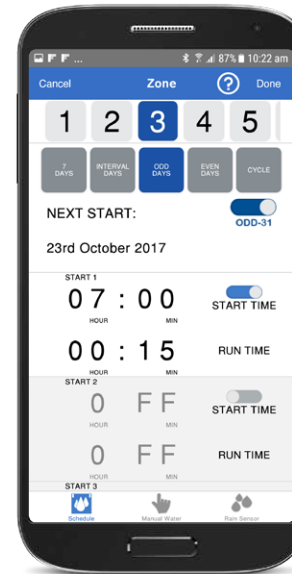 F F ... 87% 10:22 am
Cancel Zone ? Done
1 2 3 4 5
7 DAYS INTERVAL DAYS ODD DAYS EVEN DAYS CYCLE
NEXT START:
ODD-31
23rd October 2017
START 1
07 : 00 START TIME
HOUR MIN
00 : 15 RUN TIME
HOUR MIN
START 2
0 FF START TIME
HOUR MIN
0 FF RUN TIME
HOUR MIN
START 3
Schedule Manual Water Rain Sensor